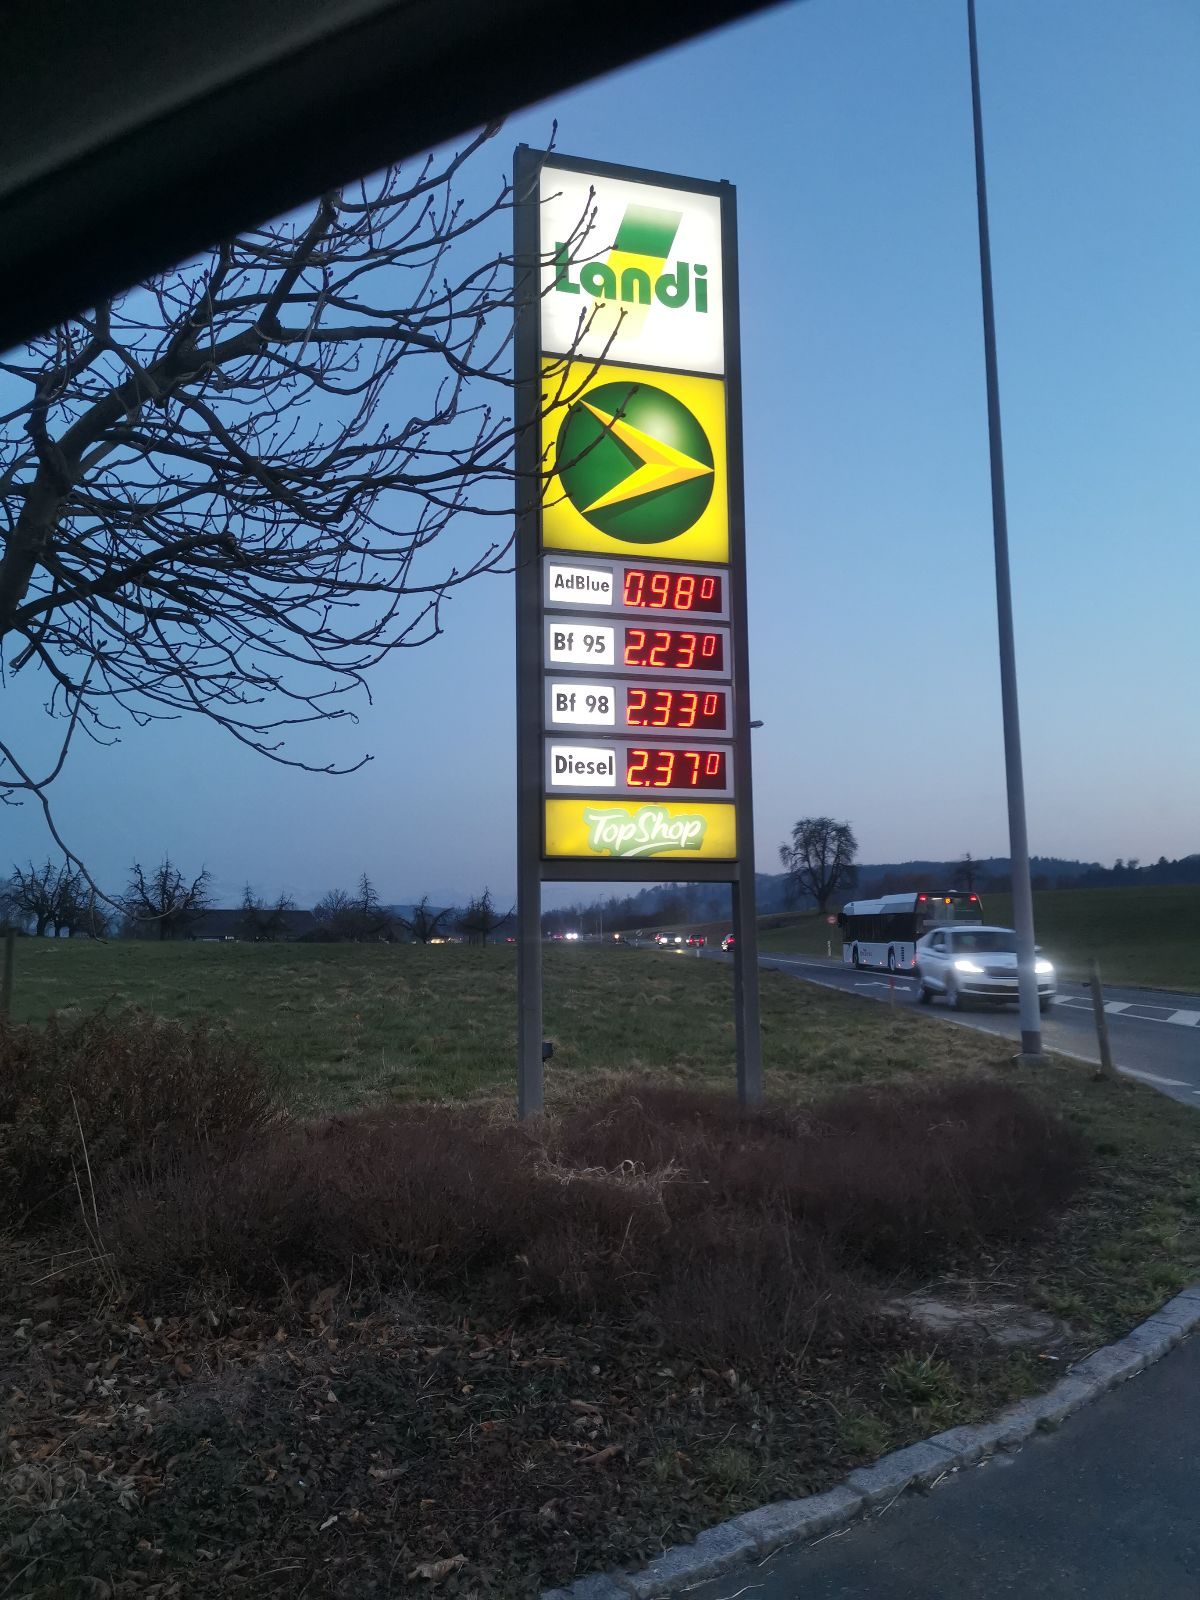 Landi
AdBlue 0.980
Bf 95 2.230
Bf 98 2.330
Diesel 2.370
TopShop